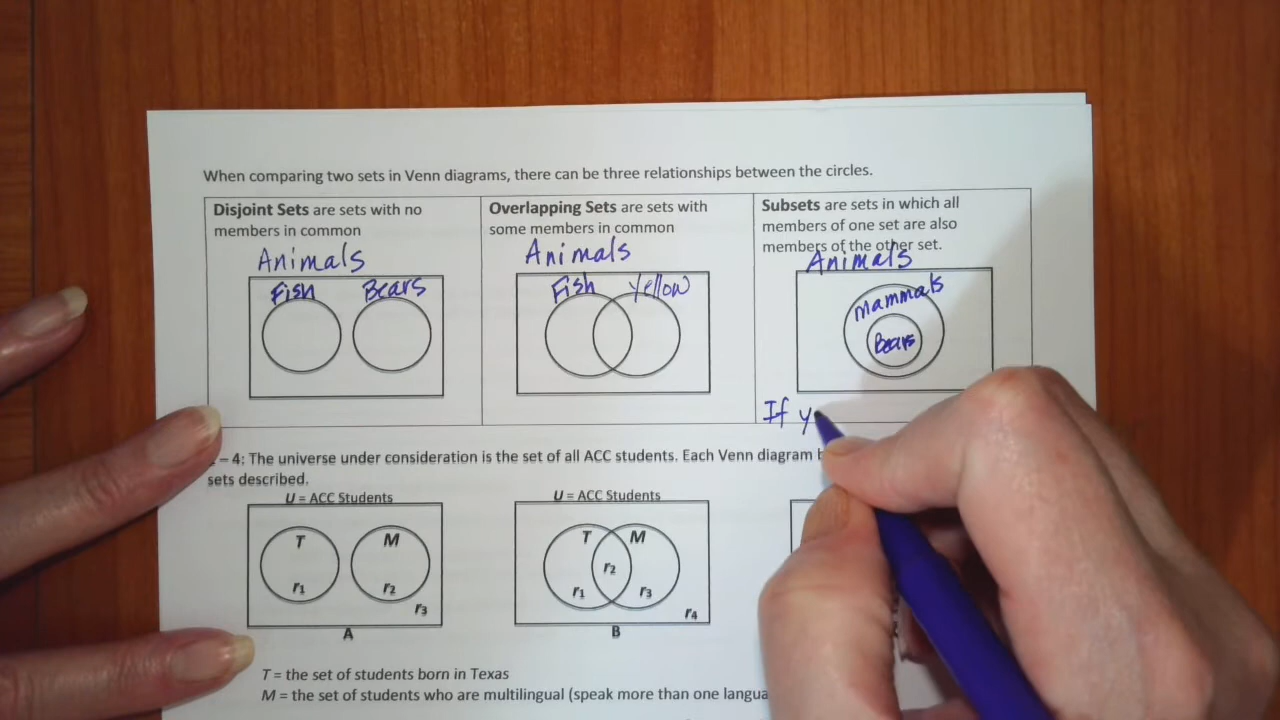 When comparing two sets in Venn diagrams, there can be three relationships between the circles.
Disjoint Sets are sets with no
members in common
Animals
Fish Bears
Overlapping Sets are sets with
some members in common
Animals
Fish Yellow
Subsets are sets in which all
members of one set are also
members of the other set.
Animals
Mammals
Bears
If y
– 4: The universe under consideration is the set of all ACC students. Each Venn diagram
sets described.
U = ACC Students
T M
r1 r2
r3
A
U = ACC Students
T M
r2
r1 r3
r4
B
T = the set of students born in Texas
M = the set of students who are multilingual (speak more than one langua